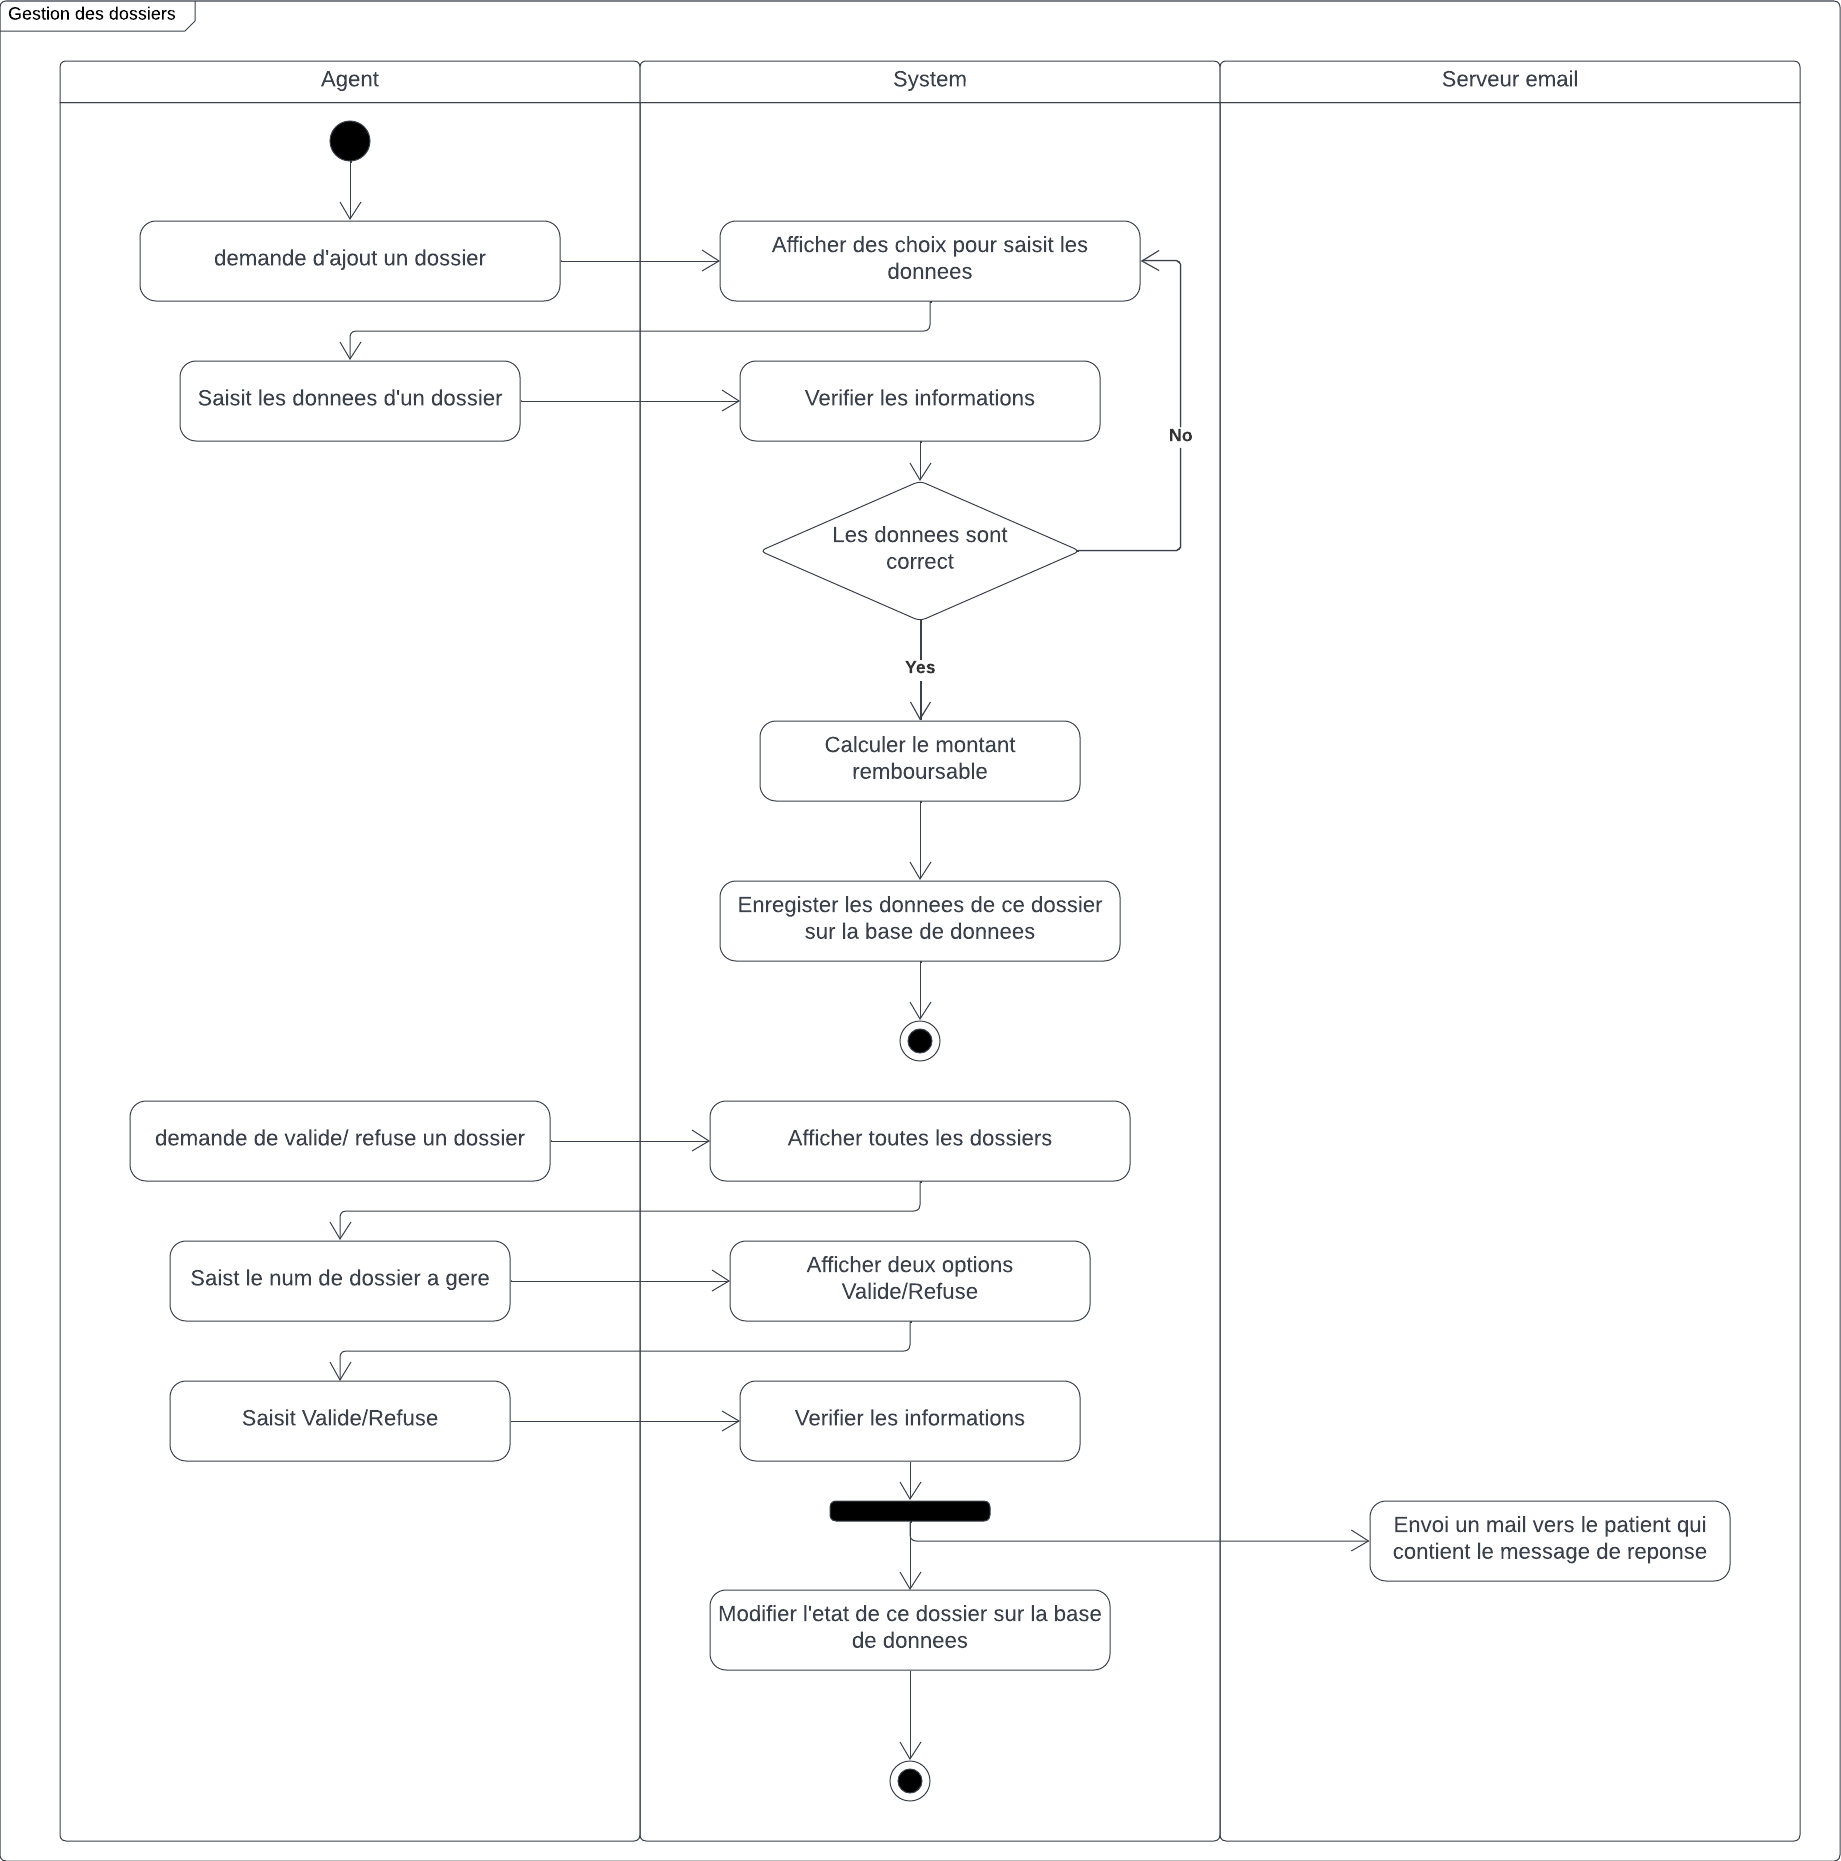 Gestion des dossiers
Agent
System
Serveur email
demande d'ajout un dossier
Afficher des choix pour saisit les
donnees
Saisit les donnees d'un dossier
Verifier les informations
No
Les donnees sont
correct
Yes
Calculer le montant
remboursable
Enregister les donnees de ce dossier
sur la base de donnees
demande de valide/ refuse un dossier
Afficher toutes les dossiers
Saist le num de dossier a gere
Afficher deux options
Valide/Refuse
Saisit Valide/Refuse
Verifier les informations
Envoi un mail vers le patient qui
contient le message de reponse
Modifier l'etat de ce dossier sur la base
de donnees